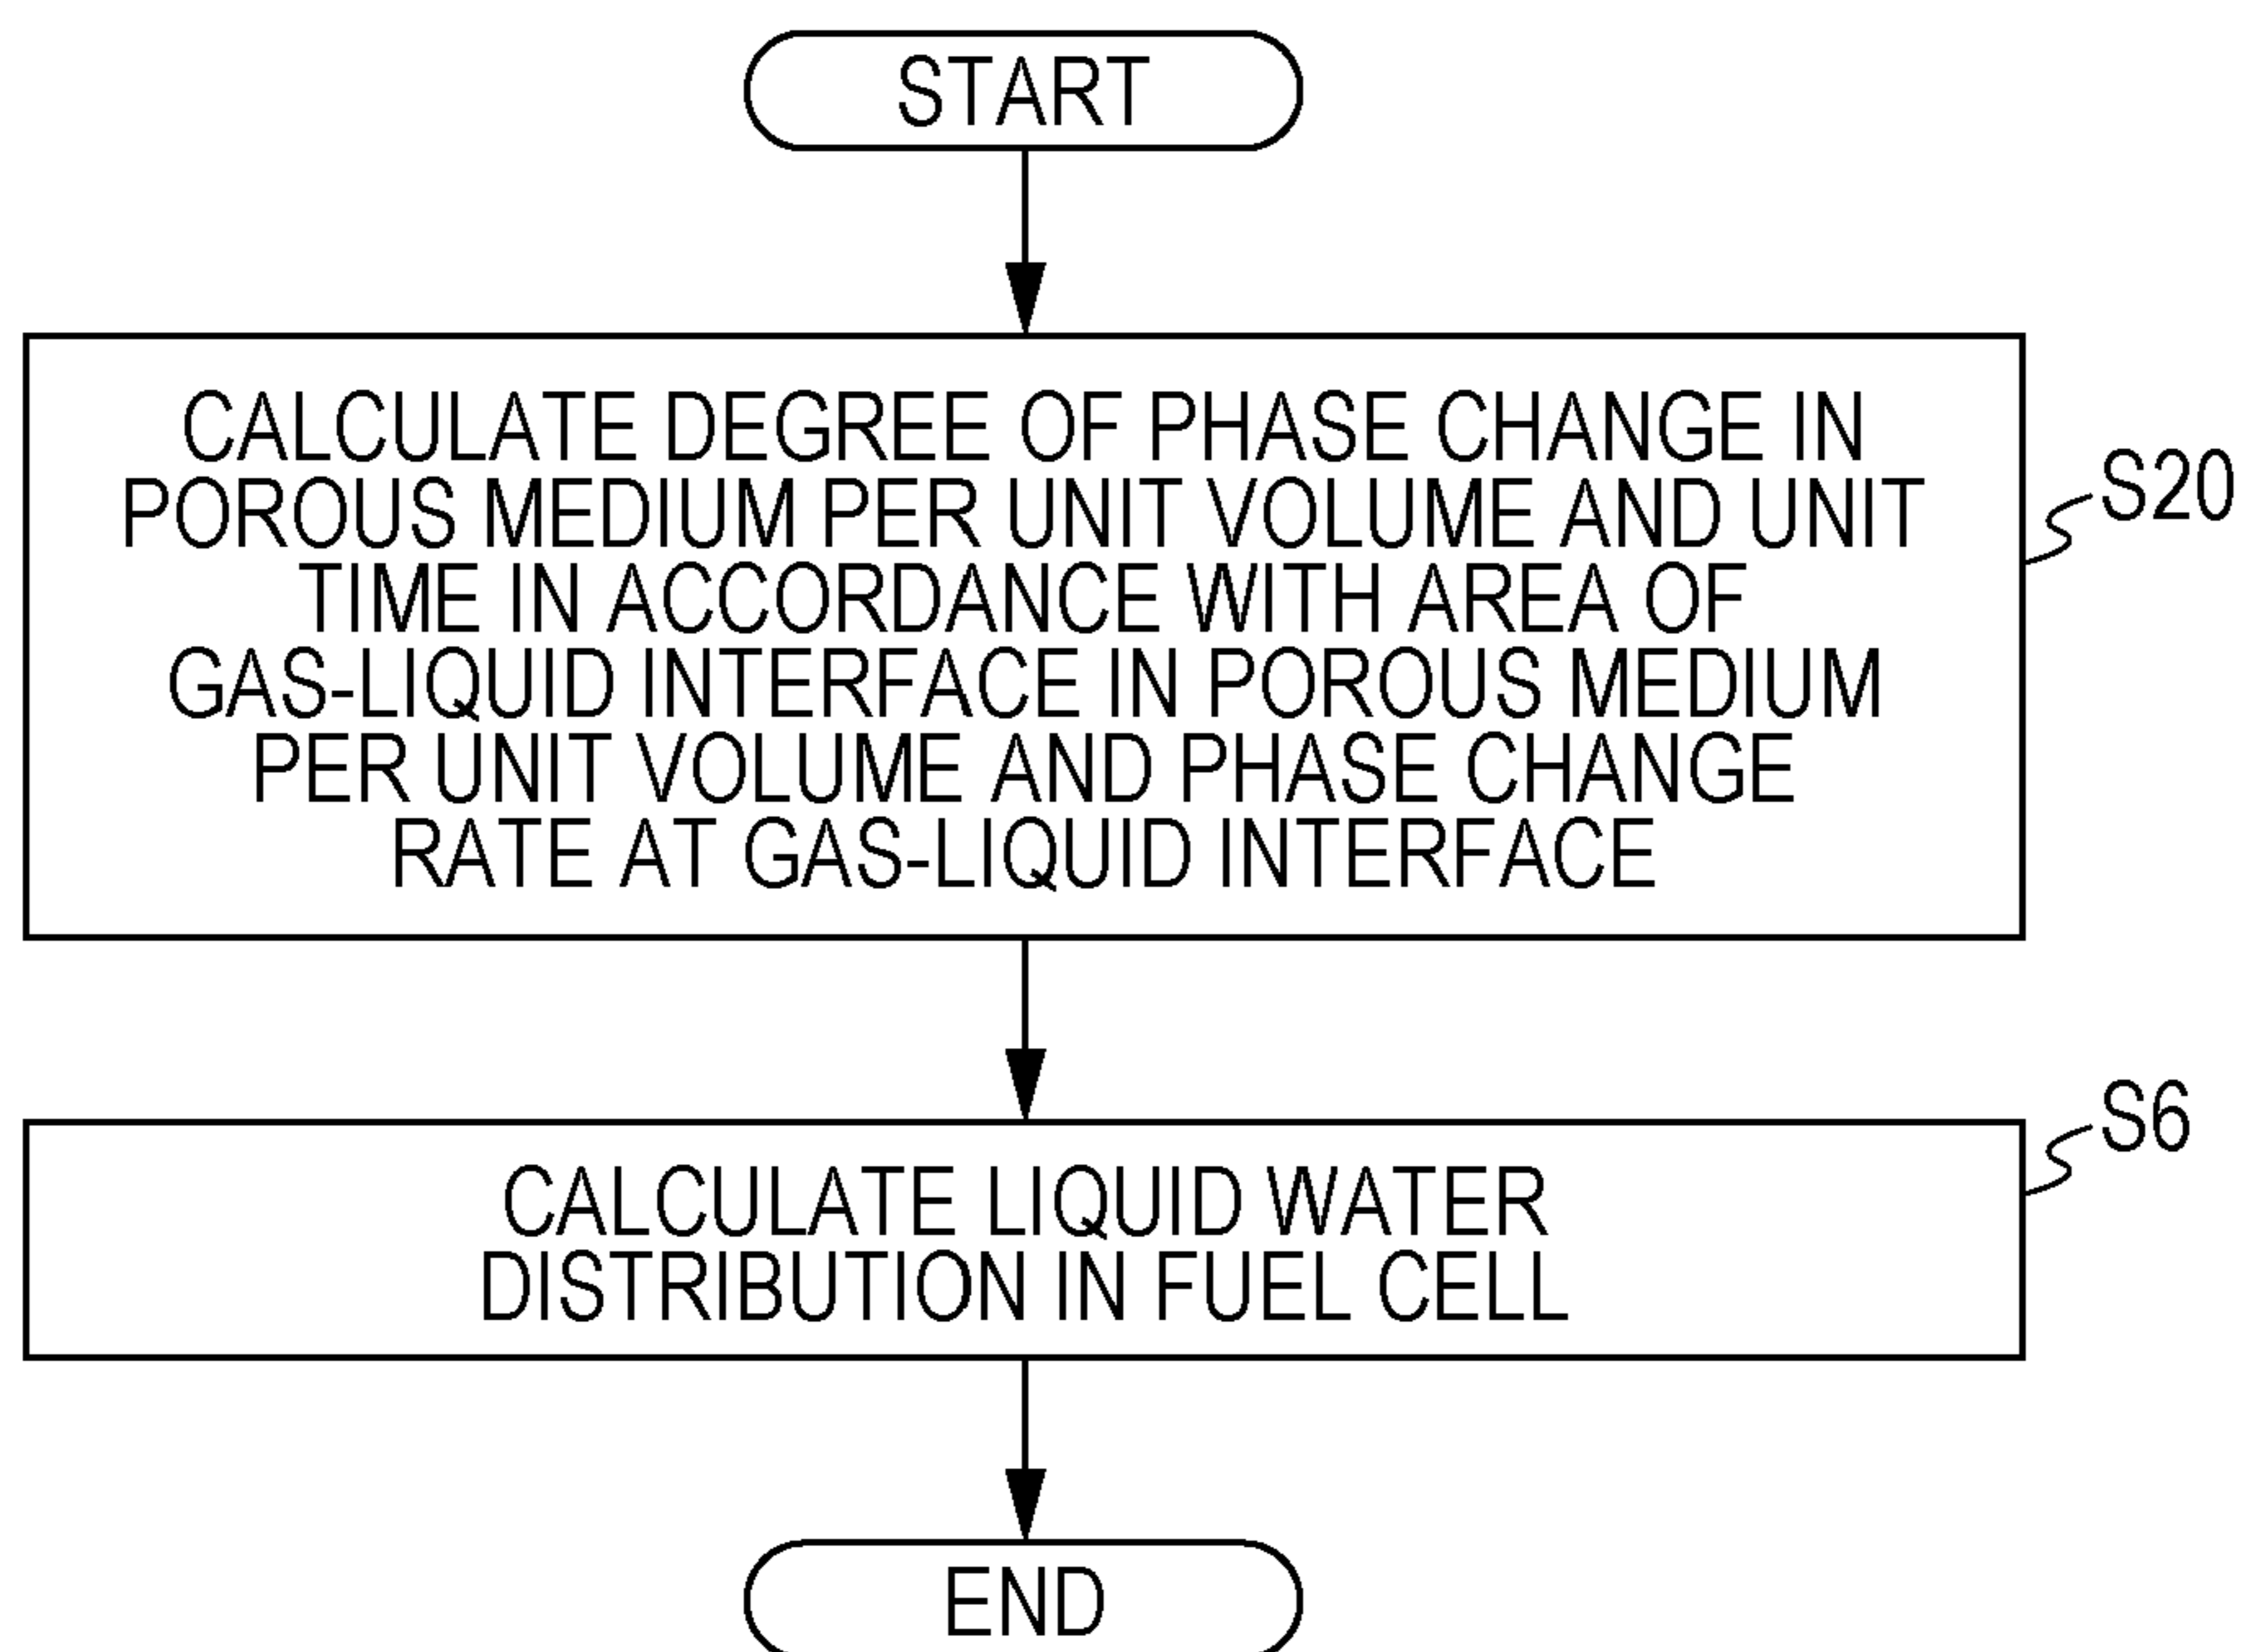 START
CALCULATE DEGREE OF PHASE CHANGE IN
POROUS MEDIUM PER UNIT VOLUME AND UNIT
TIME IN ACCORDANCE WITH AREA OF
GAS-LIQUID INTERFACE IN POROUS MEDIUM
PER UNIT VOLUME AND PHASE CHANGE
RATE AT GAS-LIQUID INTERFACE
S20
CALCULATE LIQUID WATER
DISTRIBUTION IN FUEL CELL
S6
END